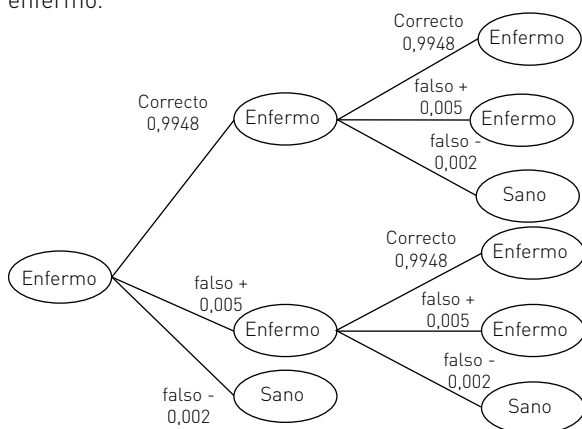 enfermo.
Correcto
0,9948
Enfermo
falso +
0,005
Enfermo
falso -
0,002
Sano
Correcto
0,9948
Enfermo
Correcto
0,9948
Enfermo
falso +
0,005
Enfermo
falso -
0,002
Sano
Enfermo
falso +
0,005
Enfermo
falso -
0,002
Sano